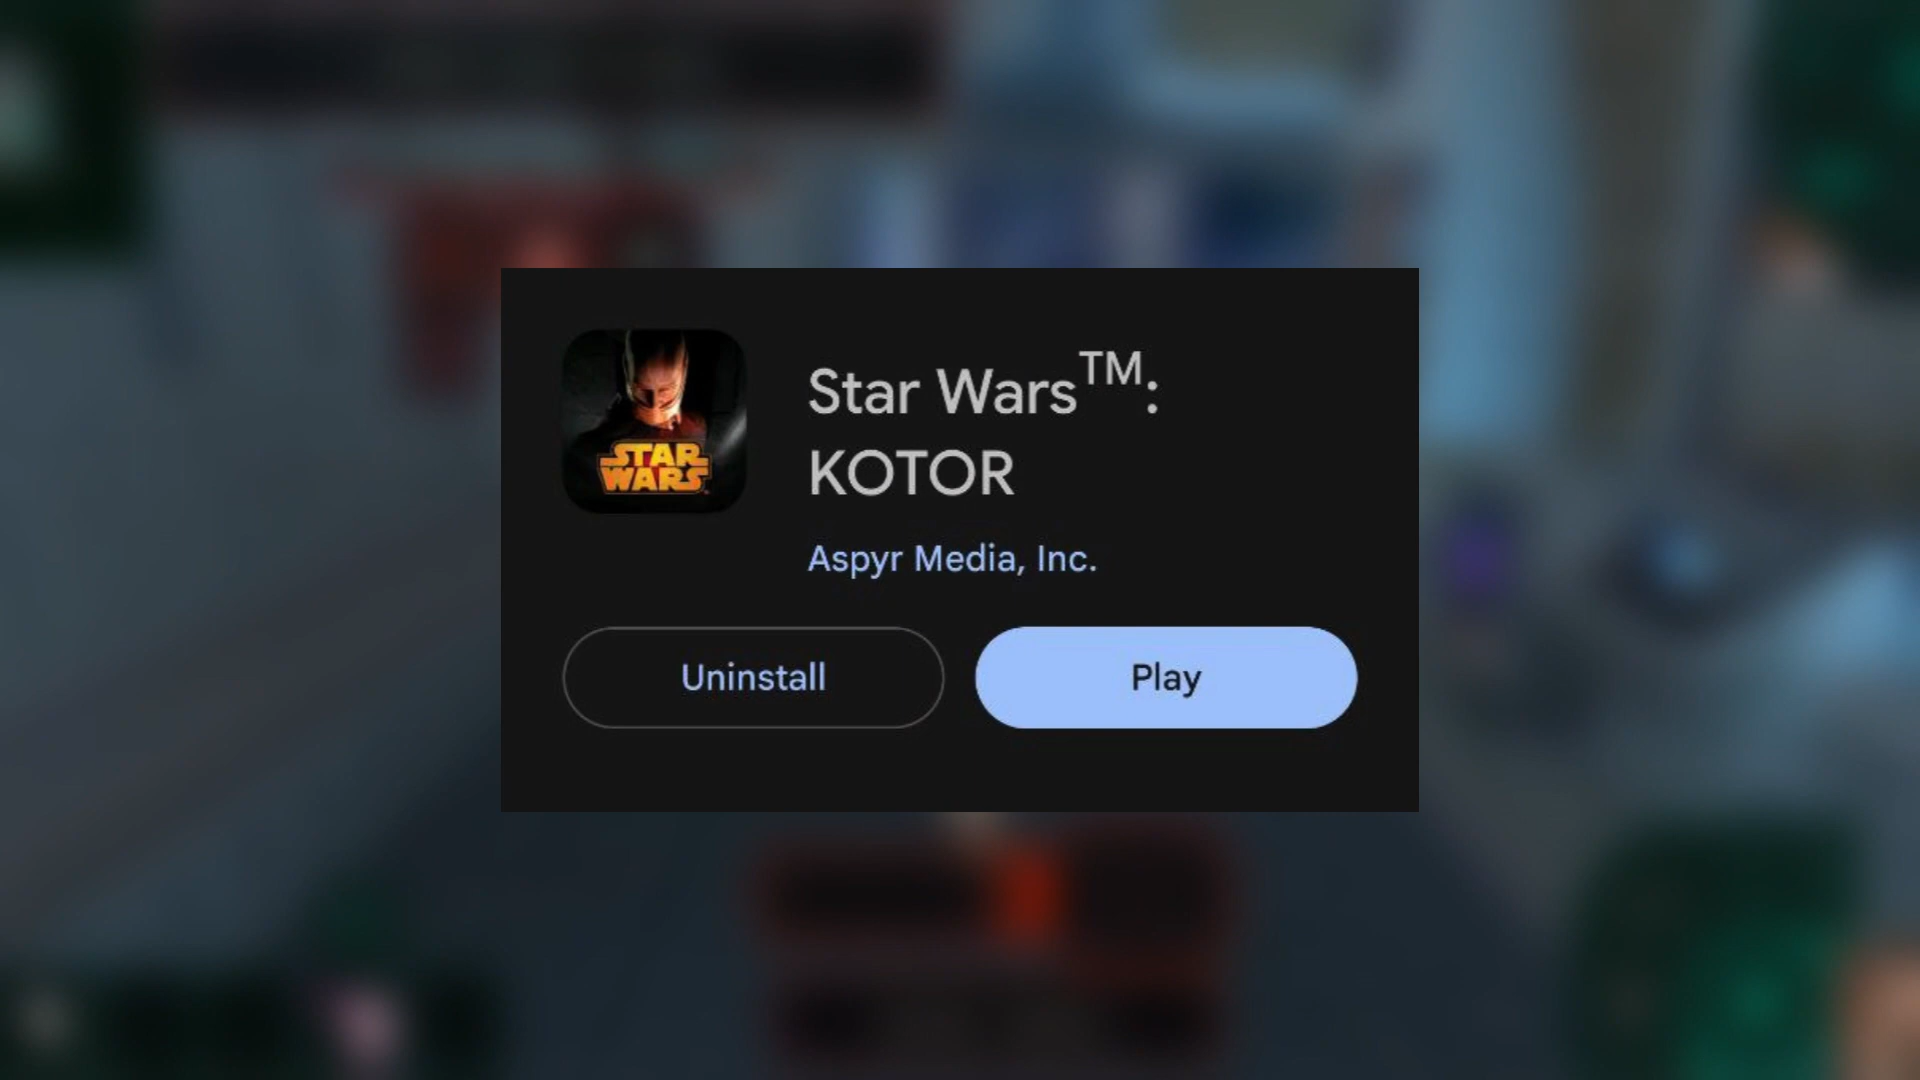 Star Wars™:
KOTOR
STAR
WARS
Aspyr Media, Inc.
Uninstall
Play